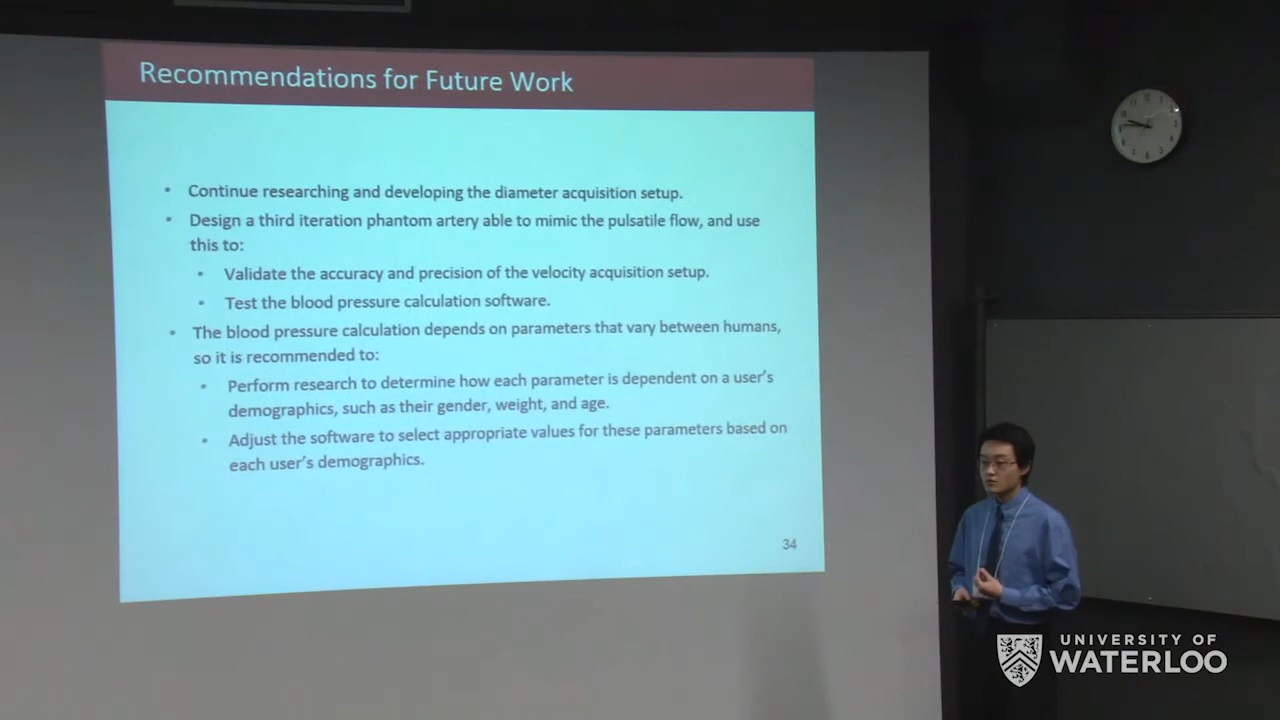 Recommendations for Future Work
• Continue researching and developing the diameter acquisition setup.
• Design a third iteration phantom artery able to mimic the pulsatile flow, and use
this to:
• Validate the accuracy and precision of the velocity acquisition setup.
• Test the blood pressure calculation software.
• The blood pressure calculation depends on parameters that vary between humans,
so it is recommended to:
• Perform research to determine how each parameter is dependent on a user's
demographics, such as their gender, weight, and age.
• Adjust the software to select appropriate values for these parameters based on
each user's demographics.
34
UNIVERSITY OF
WATERLOO